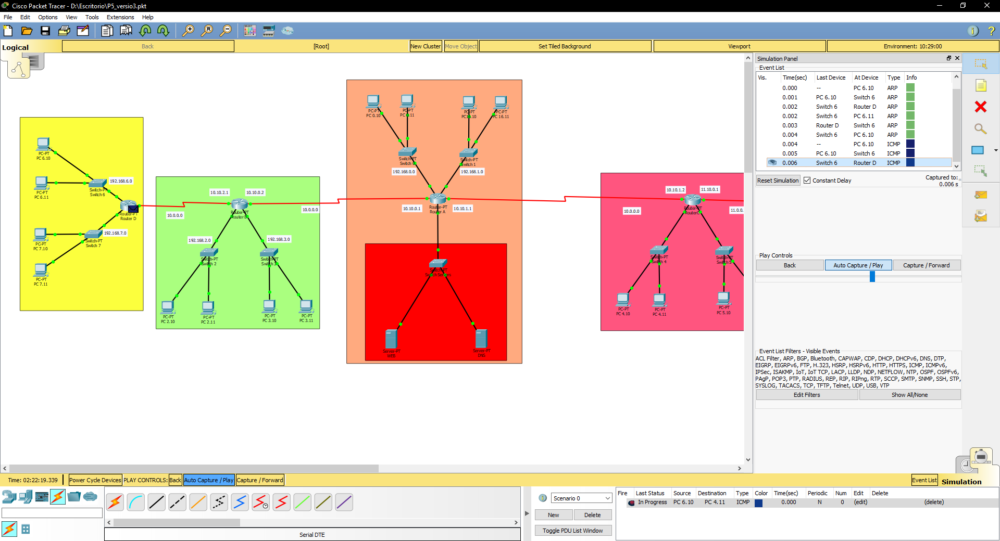 Cisco Packet Tracer - D:\Escritorio\P5_versio3.pkt
File Edit Options View Tools Extensions Help
Logical Back [Root] New Cluster Move Object Set Tiled Background Viewport Environment: 10:29:00
PC-PT
PC 6.10
PC-PT
PC 6.11
192.168.6.0
Switch-PT
Switch 6
Router-PT
Router D
192.168.7.0
Switch-PT
Switch 7
PC-PT
PC 7.10
PC-PT
PC 7.11
10.0.0.0
10.10.2.1
10.10.0.2
Router-PT
Router B
10.0.0.0
192.168.2.0
192.168.3.0
Switch-PT
Switch 2
Switch-PT
Switch 3
PC-PT
PC 2.10
PC-PT
PC 2.11
PC-PT
PC 3.10
PC-PT
PC 3.11
PC-PT
PC 0.10
PC-PT
PC 0.11
PC-PT
PC16.10
PC-PT
PC 16.11
Switch-PT
Switch 0
Switch-PT
Switch 1
192.168.0.0
192.168.1.0
10.10.0.1
Router-PT
Router A
10.10.1.1
Switch-PT
Switch Servers
Server-PT
WEB
Server-PT
DNS
10.10.1.2
11.10.0.1
10.0.0.0
Router-PT
RouterC
11.0.0.
Switch-PT
Switch 4
Switch-PT
Switch 5
PC-PT
PC 4.10
PC-PT
PC 4.11
PC-PT
PC 5.10
Simulation Panel
Event List
Vis. Time(sec) Last Device At Device Type Info
0.000 -- PC 6.10 ARP
0.001 PC 6.10 Switch 6 ARP
0.002 Switch 6 Router D ARP
0.002 Switch 6 PC 6.11 ARP
0.003 Router D Switch 6 ARP
0.004 Switch 6 PC 6.10 ARP
0.004 -- PC 6.10 ICMP
0.005 PC 6.10 Switch 6 ICMP
0.006 Switch 6 Router D ICMP
Reset Simulation Constant Delay Captured to:
0.006 s
Play Controls
Back Auto Capture / Play Capture / Forward
Event List Filters - Visible Events
ACL Filter, ARP, BGP, Bluetooth, CAPWAP, CDP, DHCP, DHCPv6, DNS, DTP,
EIGRP, EIGRPv6, FTP, H.323, HSRP, HSRPv6, HTTP, HTTPS, ICMP, ICMPv6,
IPSec, ISAKMP, IoT, IoT TCP, LACP, LLDP, NDP, NETFLOW, NTP, OSPF, OSPFv6,
PAgP, POP3, PTP, RADIUS, REP, RIP, RIPng, RTP, SCCP, SMTP, SNMP, SSH, STP,
SYSLOG, TACACS, TCP, TFTP, Telnet, UDP, USB, VTP
Edit Filters Show All/None
Time: 02:22:19.339 Power Cycle Devices PLAY CONTROLS: Back Auto Capture / Play Capture / Forward Event List Simulation
Serial DTE
Scenario 0
New Delete
Toggle PDU List Window
Fire Last Status Source Destination Type Color Time(sec) Periodic Num Edit Delete
In Progress PC 6.10 PC 4.11 ICMP 0.000 N 0 (edit) (delete)